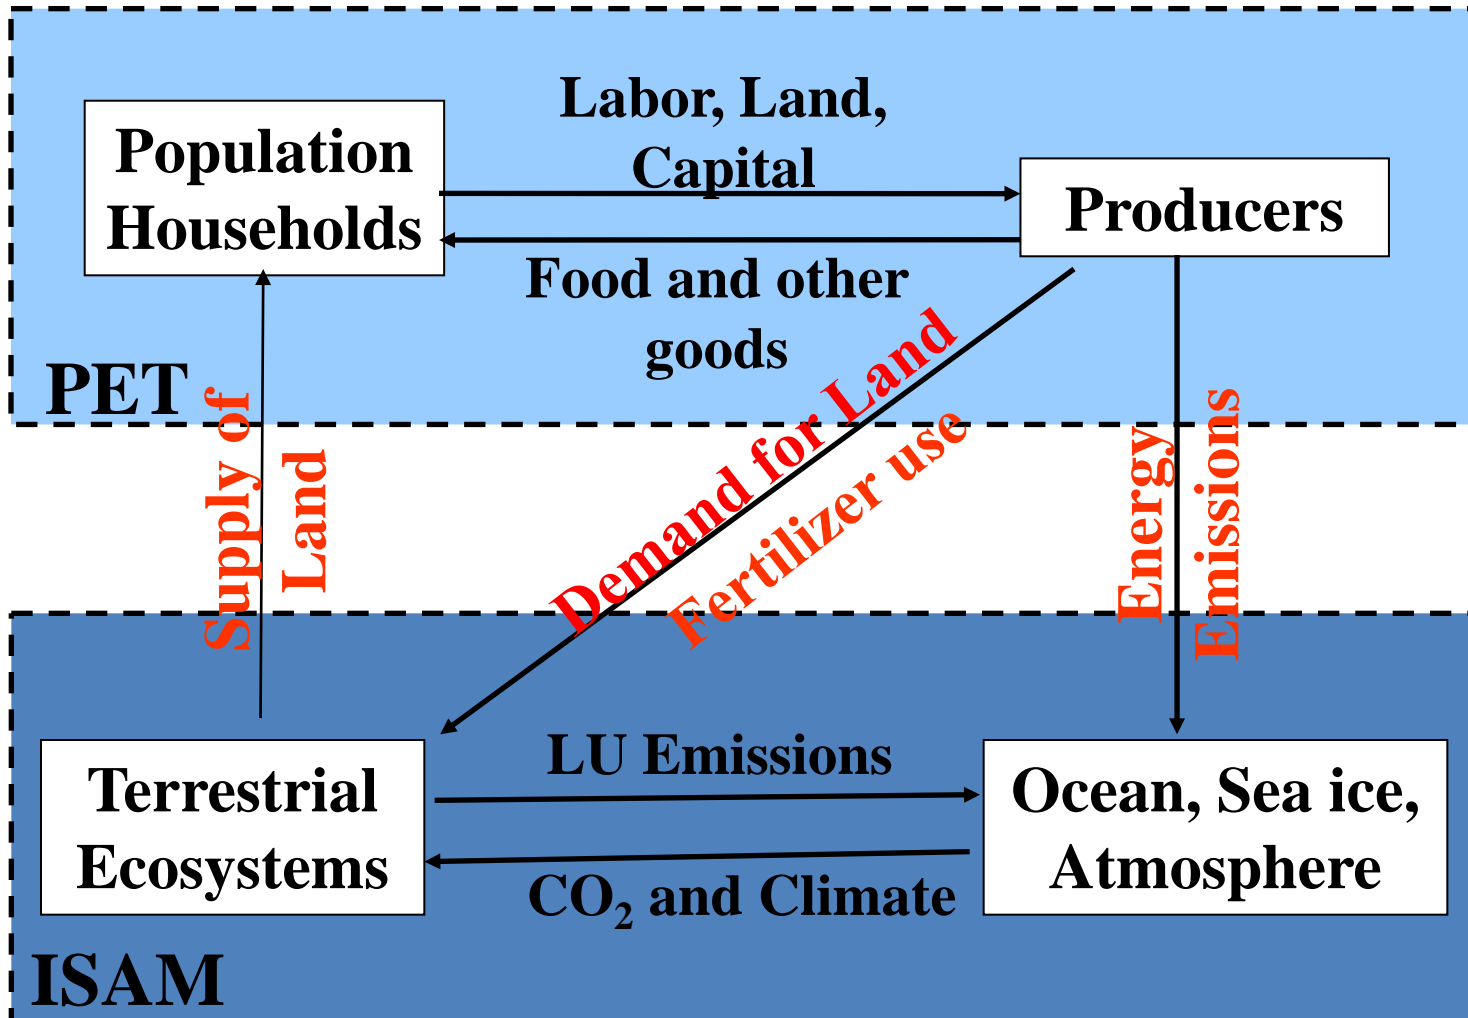 Population
Households
Labor, Land,
Capital
Producers
Food and other
goods
PET
Supply of
Land
Demand for Land
Fertilizer use
Energy
Emissions
Terrestrial
Ecosystems
LU Emissions
CO₂ and Climate
Ocean, Sea ice,
Atmosphere
ISAM